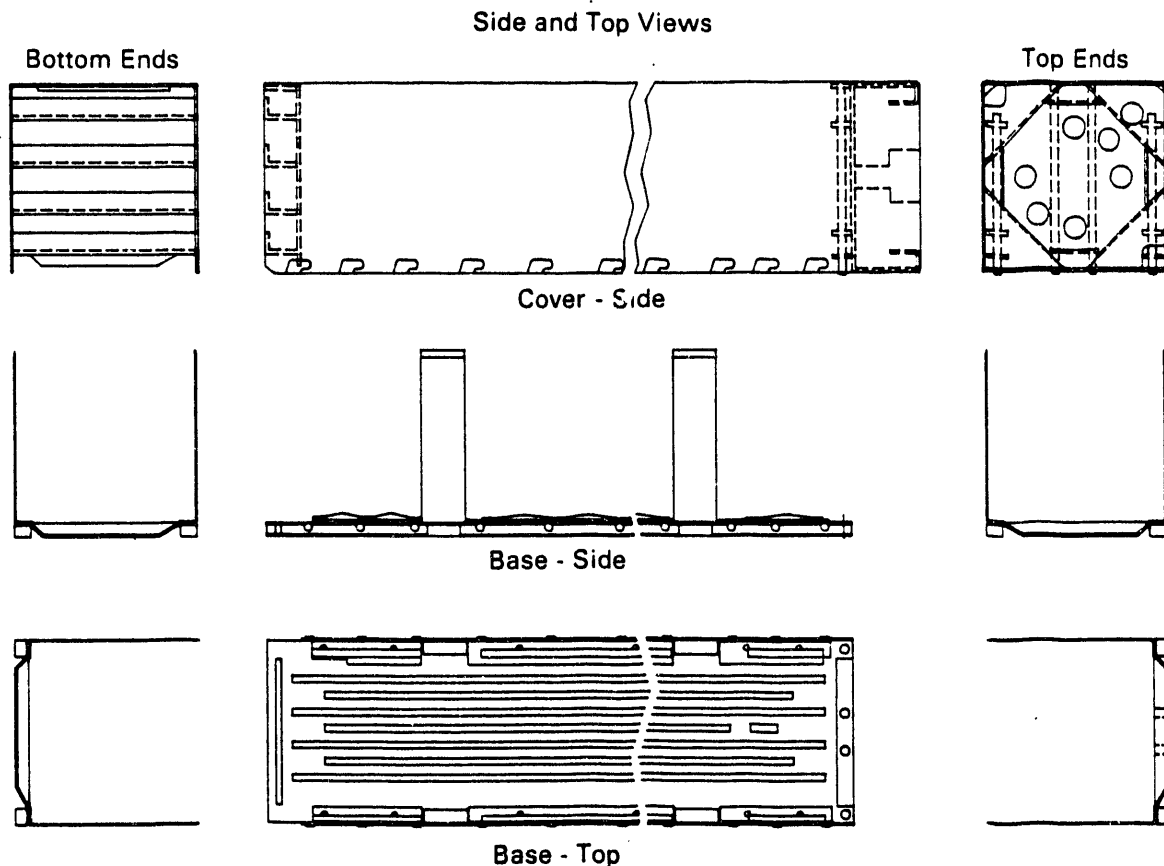 Side and Top Views
Bottom Ends
Top Ends
Cover - Side
Base - Side
Base - Top